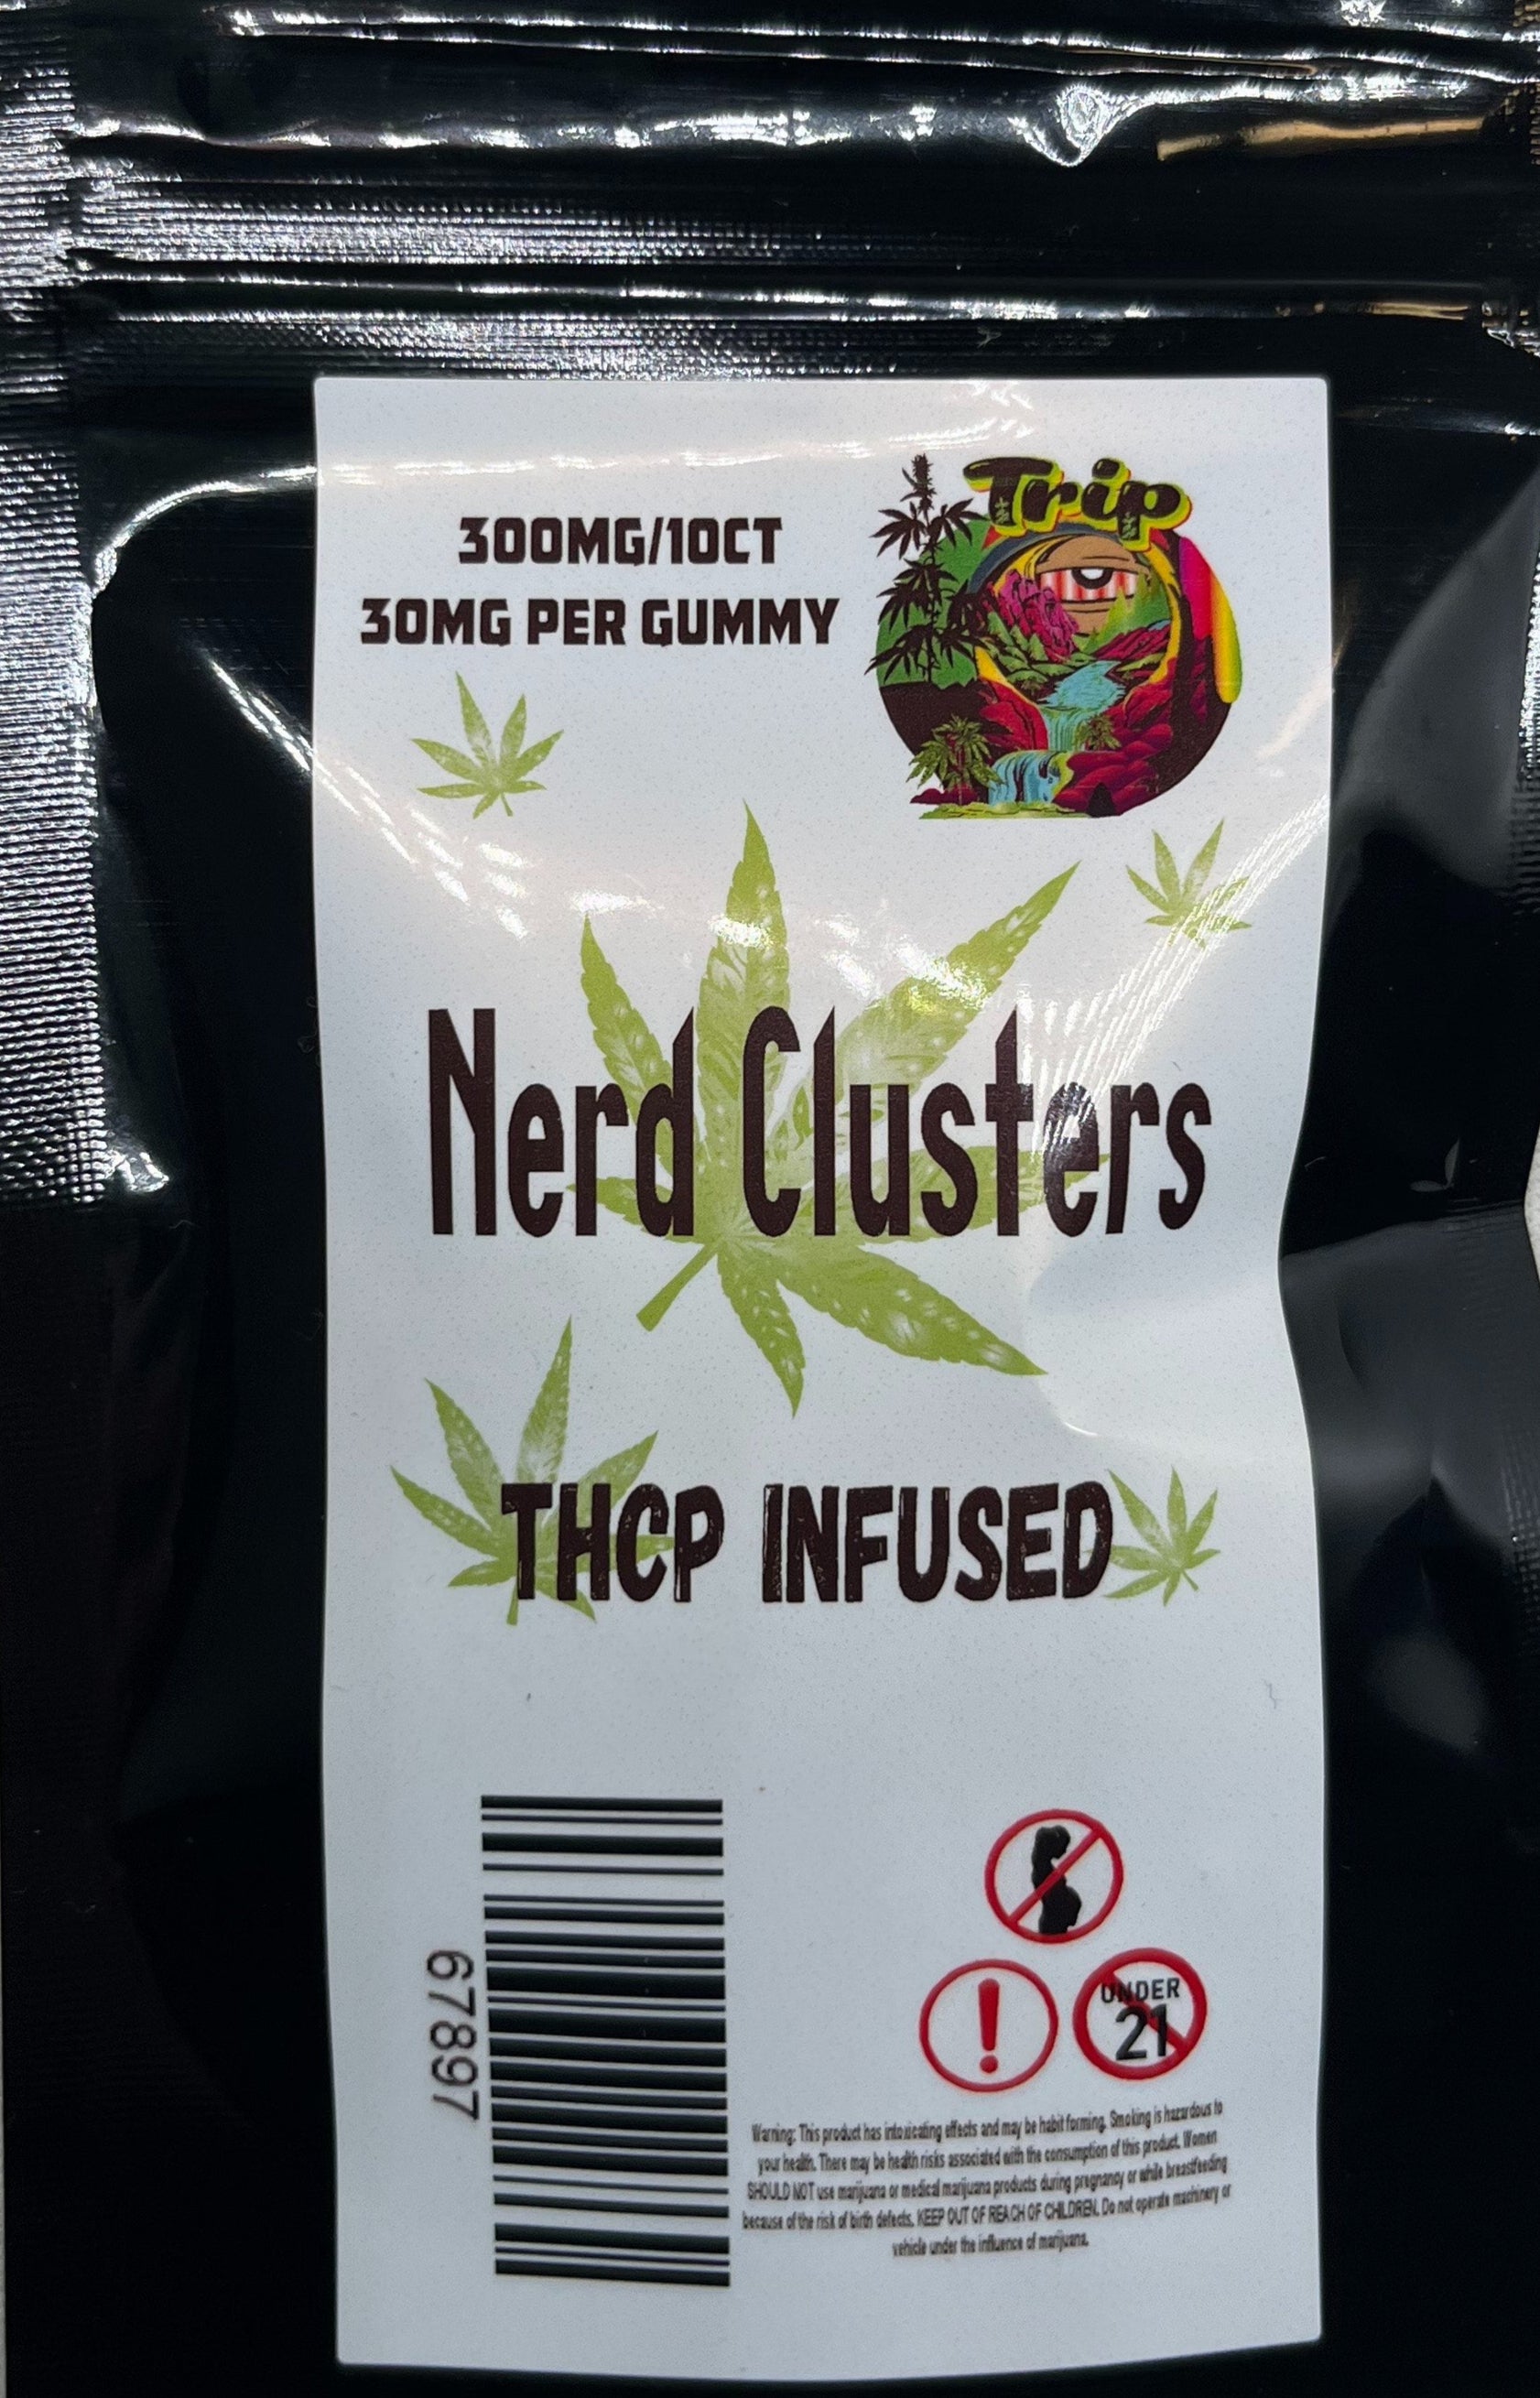 300MG/10CT
30MG PER GUMMY
Trip
Nerd Clusters
THCP INFUSED
67897
UNDER
21
Warning: This product has intoxicating effects and may be habit forming. Smoking is hazardous to
your health. There may be health risks associated with the consumption of this product. Women
SHOULD NOT use marijuana or medical marijuana products during pregnancy or while breastfeeding
because of the risk of birth defects. KEEP OUT OF REACH OF CHILDREN. Do not operate machinery or
vehicle under the influence of marijuana.